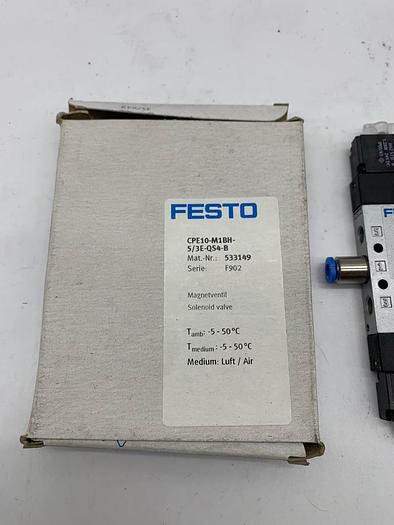 FESTO
CPE10-M1BH-
5/3E-QS4-B
Mat.-Nr.: 533149
Serie: F902
Magnetventil
Solenoid valve
Tamb: -5 - 50°C
Tmedium: -5 - 50°C
Medium: Luft / Air